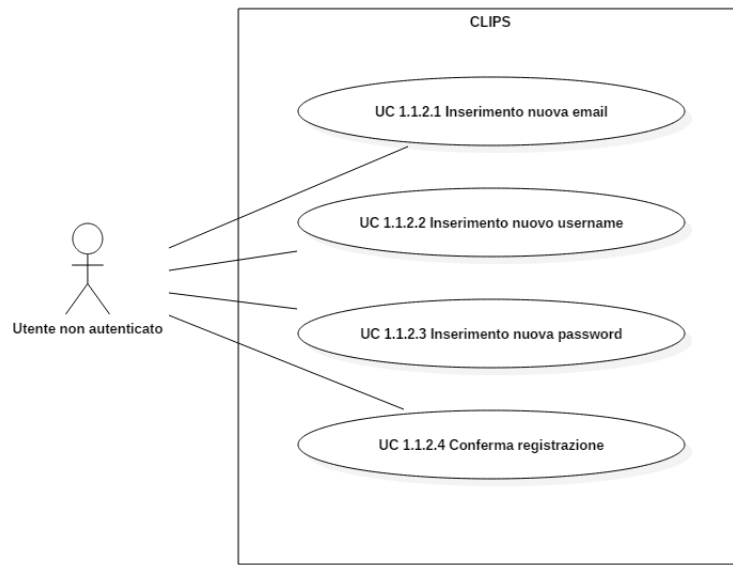 CLIPS
UC 1.1.2.1 Inserimento nuova email
UC 1.1.2.2 Inserimento nuovo username
Utente non autenticato
UC 1.1.2.3 Inserimento nuova password
UC 1.1.2.4 Conferma registrazione